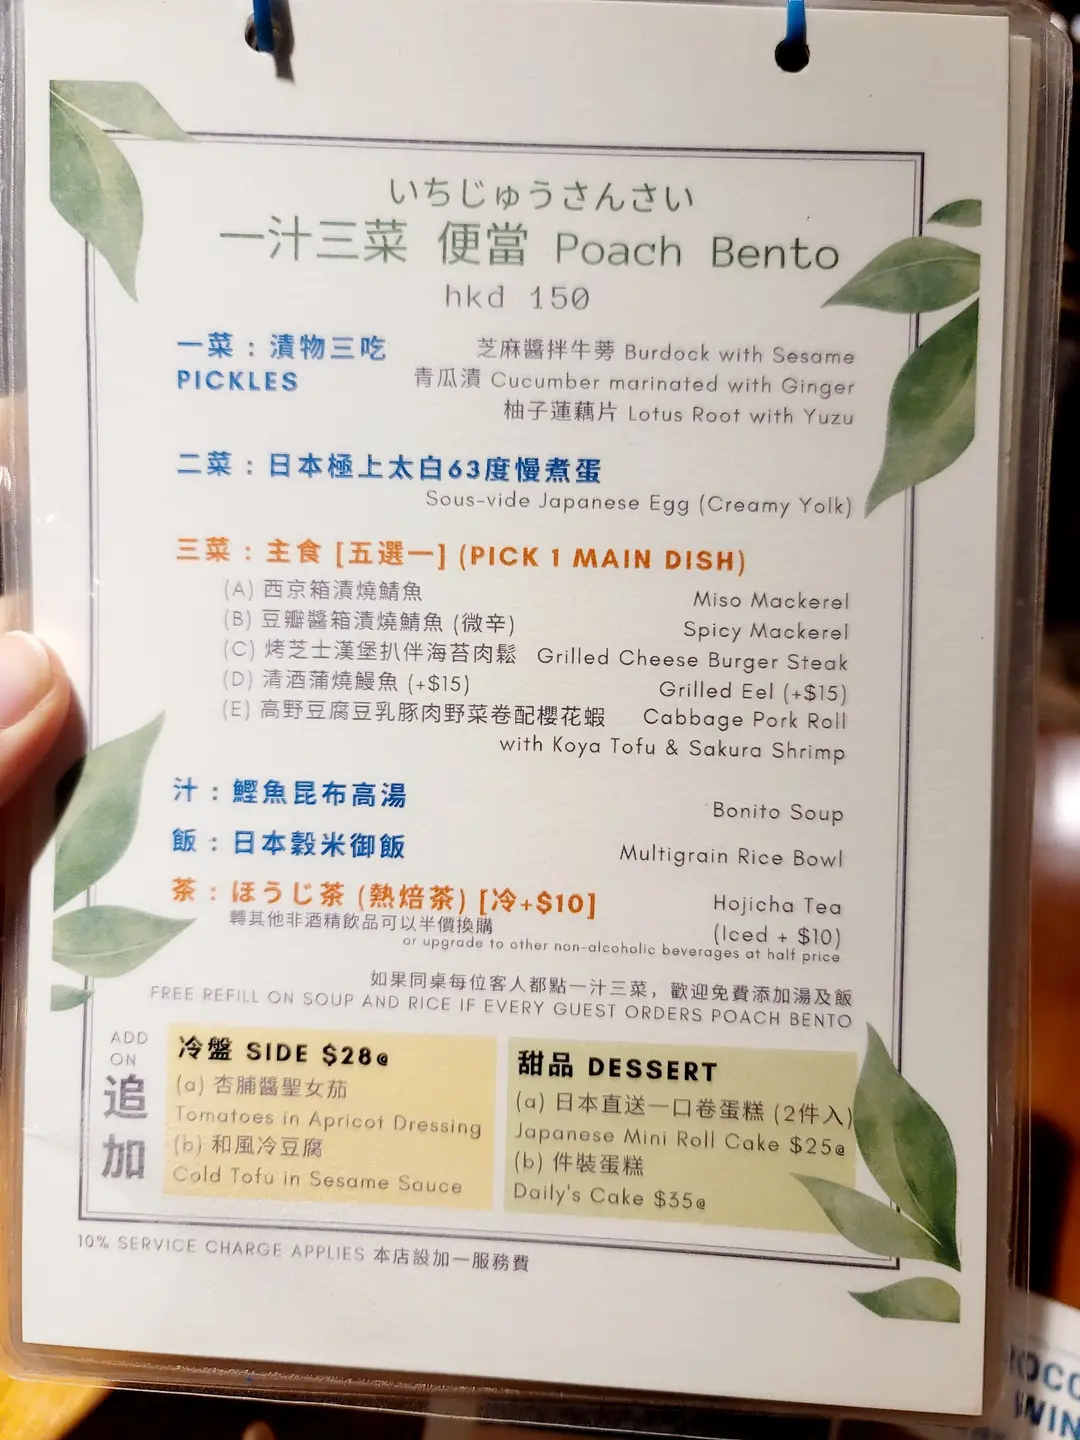 いちじゅうさんさい
一汁三菜 便當 Poach Bento
hkd 150
一菜：漬物三吃
PICKLES
芝麻醬拌牛蒡 Burdock with Sesame
青瓜漬 Cucumber marinated with Ginger
柚子蓮藕片 Lotus Root with Yuzu
二菜：日本極上太白63度慢煮蛋
Sous-vide Japanese Egg (Creamy Yolk)
三菜：主食 [五選一] (PICK 1 MAIN DISH)
(A) 西京箱漬燒鯖魚 Miso Mackerel
(B) 豆瓣醬箱漬燒鯖魚 (微辛) Spicy Mackerel
(C) 烤芝士漢堡扒伴海苔肉鬆 Grilled Cheese Burger Steak
(D) 清酒蒲燒鰻魚 (+$15) Grilled Eel (+$15)
(E) 高野豆腐豆乳豚肉野菜卷配櫻花蝦 Cabbage Pork Roll
with Koya Tofu & Sakura Shrimp
汁：鰹魚昆布高湯 Bonito Soup
飯：日本穀米御飯 Multigrain Rice Bowl
茶：ほうじ茶 (熱焙茶) [冷+$10] Hojicha Tea
轉其他非酒精飲品可以半價換購 (Iced + $10)
or upgrade to other non-alcoholic beverages at half price
如果同桌每位客人都點一汁三菜，歡迎免費添加湯及飯
FREE REFILL ON SOUP AND RICE IF EVERY GUEST ORDERS POACH BENTO
ADD
ON
追
加
冷盤 SIDE $28@
(a) 杏脯醬聖女茄
Tomatoes in Apricot Dressing
(b) 和風冷豆腐
Cold Tofu in Sesame Sauce
甜品 DESSERT
(a) 日本直送一口卷蛋糕 (2件入)
Japanese Mini Roll Cake $25@
(b) 件裝蛋糕
Daily's Cake $35@
10% SERVICE CHARGE APPLIES 本店設加一服務費